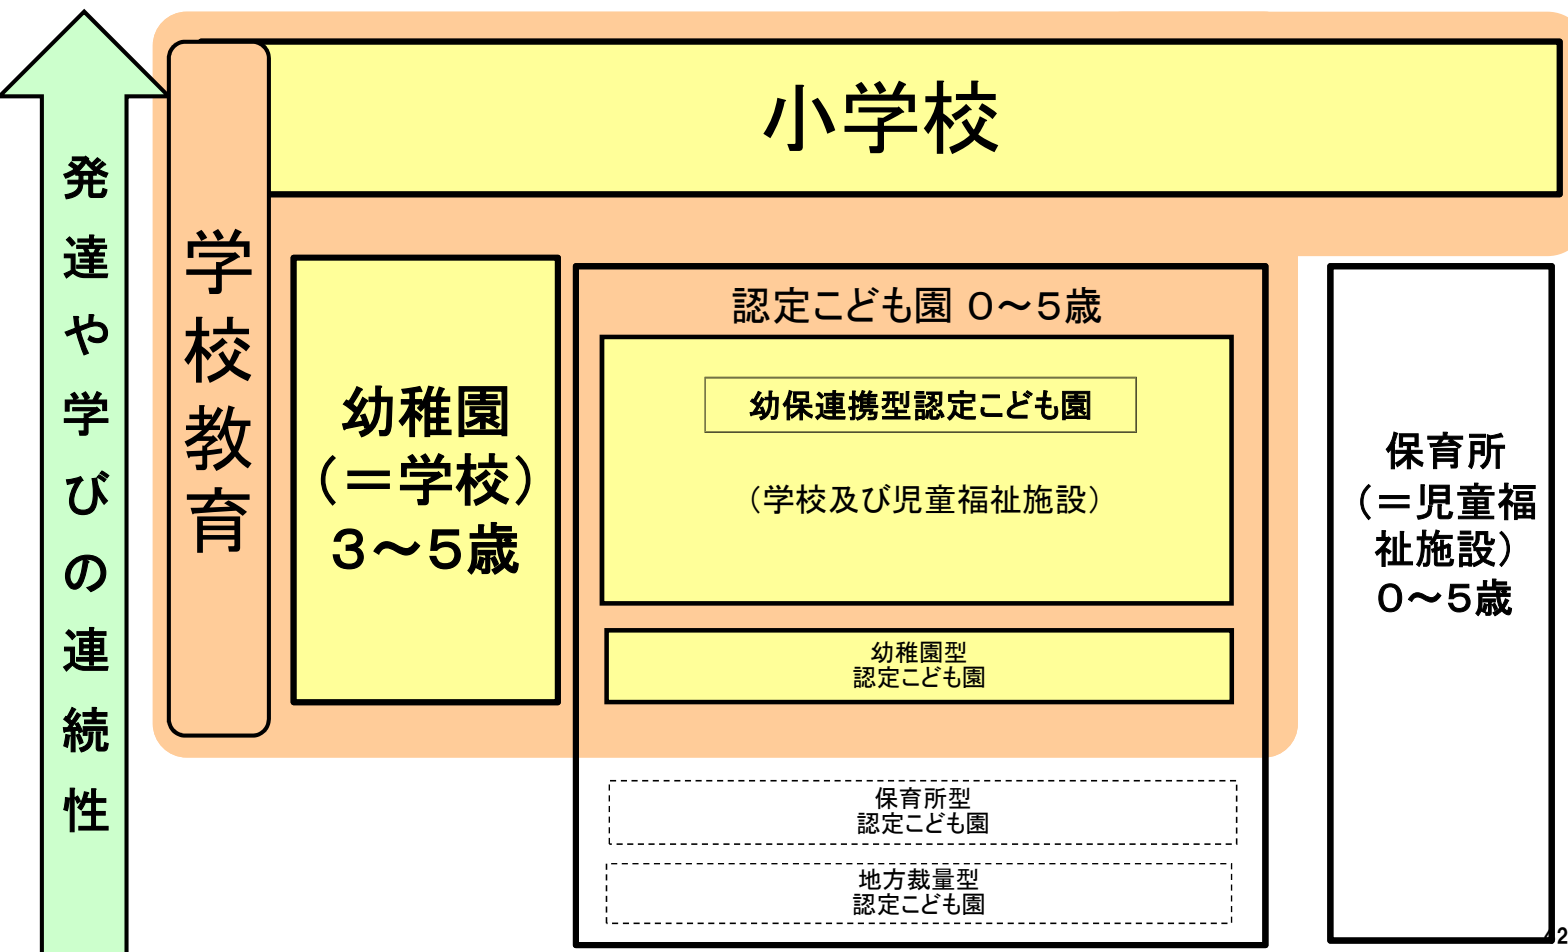 発達や学びの連続性
学校教育
小学校
幼稚園
（＝学校）
３～５歳
認定こども園 ０～５歳
幼保連携型認定こども園
（学校及び児童福祉施設）
幼稚園型
認定こども園
保育所型
認定こども園
地方裁量型
認定こども園
保育所
（＝児童福
祉施設）
０～５歳